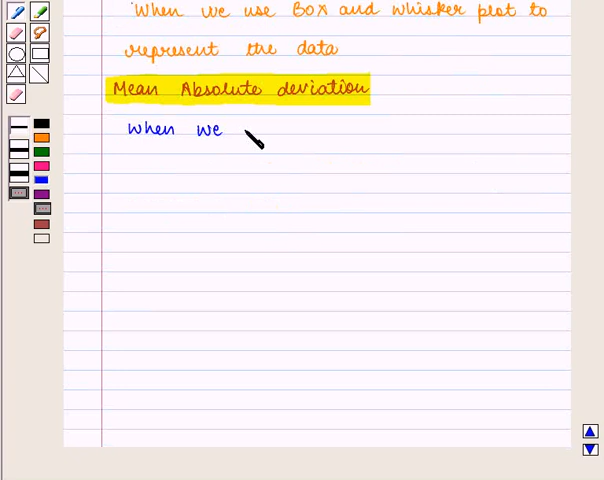 When we use Box and whisker plot to
represent the data
Mean Absolute deviation
when we